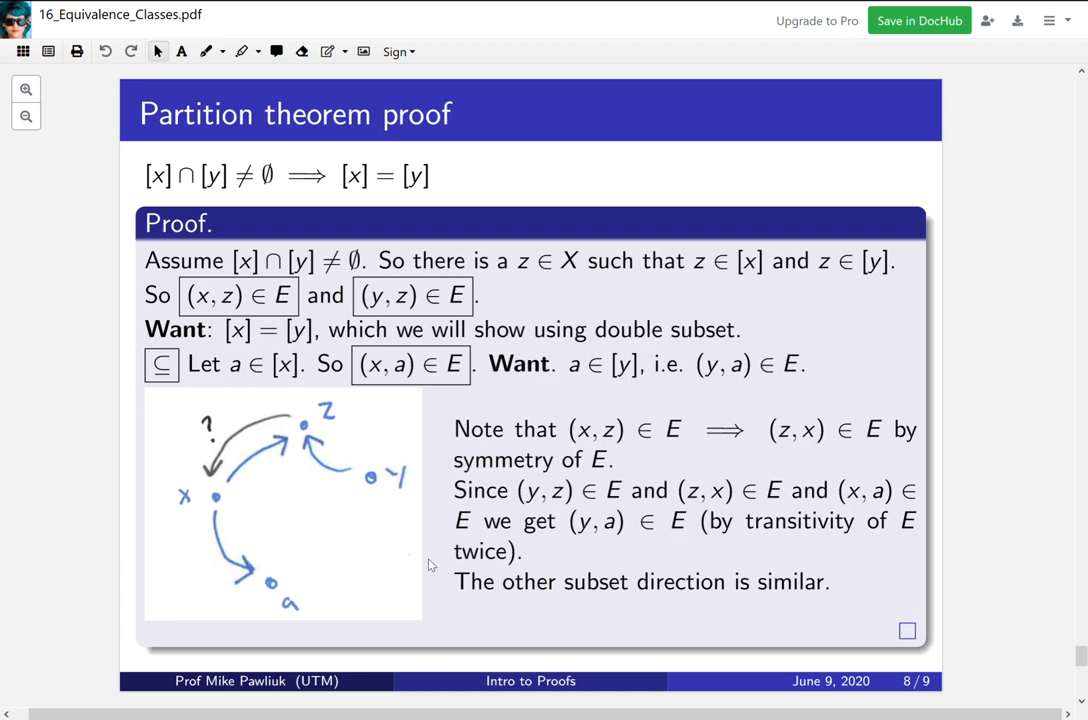 16_Equivalence_Classes.pdf
Upgrade to Pro
Save in DocHub
A
Sign
Partition theorem proof
[x] ∩ [y] ≠ ∅ ⟹ [x] = [y]
Proof.
Assume [x] ∩ [y] ≠ ∅. So there is a z ∈ X such that z ∈ [x] and z ∈ [y].
So (x, z) ∈ E and (y, z) ∈ E.
Want: [x] = [y], which we will show using double subset.
⊆ Let a ∈ [x]. So (x, a) ∈ E. Want. a ∈ [y], i.e. (y, a) ∈ E.
? z
y
x
a
Note that (x, z) ∈ E ⟹ (z, x) ∈ E by
symmetry of E.
Since (y, z) ∈ E and (z, x) ∈ E and (x, a) ∈
E we get (y, a) ∈ E (by transitivity of E
twice).
The other subset direction is similar.
Prof Mike Pawliuk (UTM) Intro to Proofs June 9, 2020 8 / 9